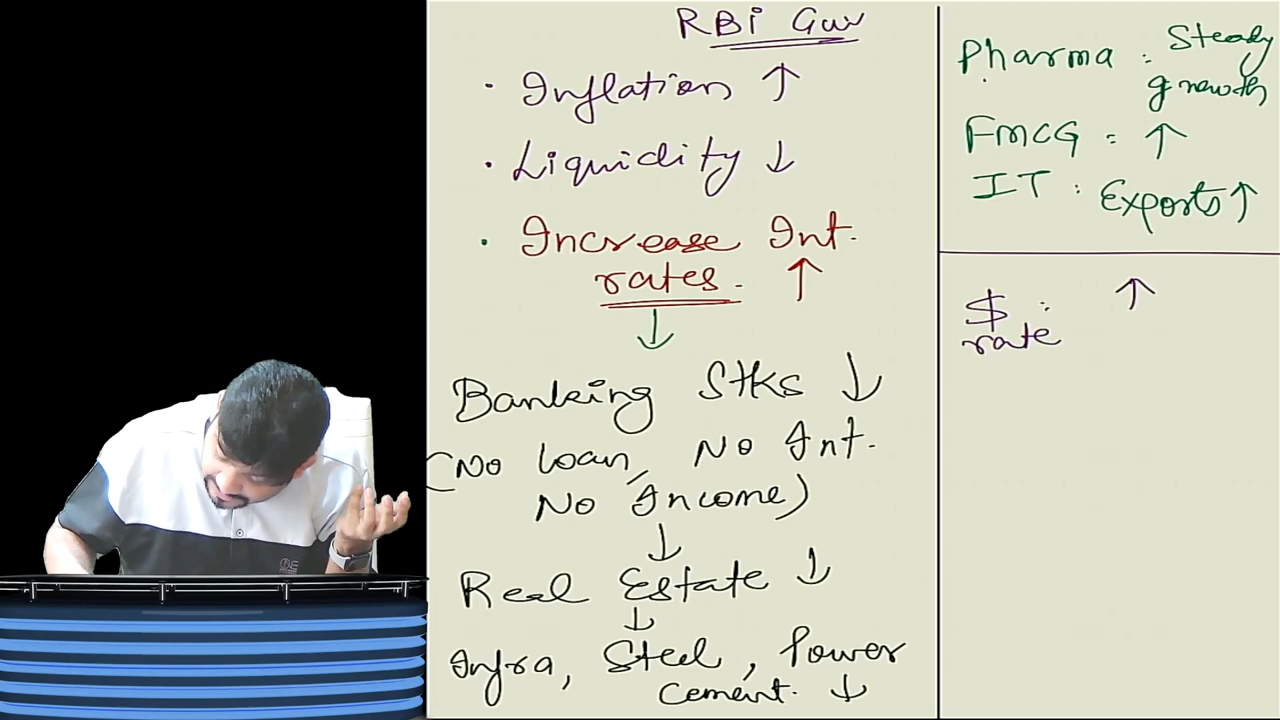 RBI Guv
· Inflation ↑
· Liquidity ↓
· Increase Int.
rates. ↑
↓
Banking Stks ↓
(No loan, No Int.
No Income)
↓
Real Estate ↓
↓
Infra, Steel, Power
cement. ↓
Pharma : Steady
growth
FMCG : ↑
IT : Exports ↑
$ : ↑
rate